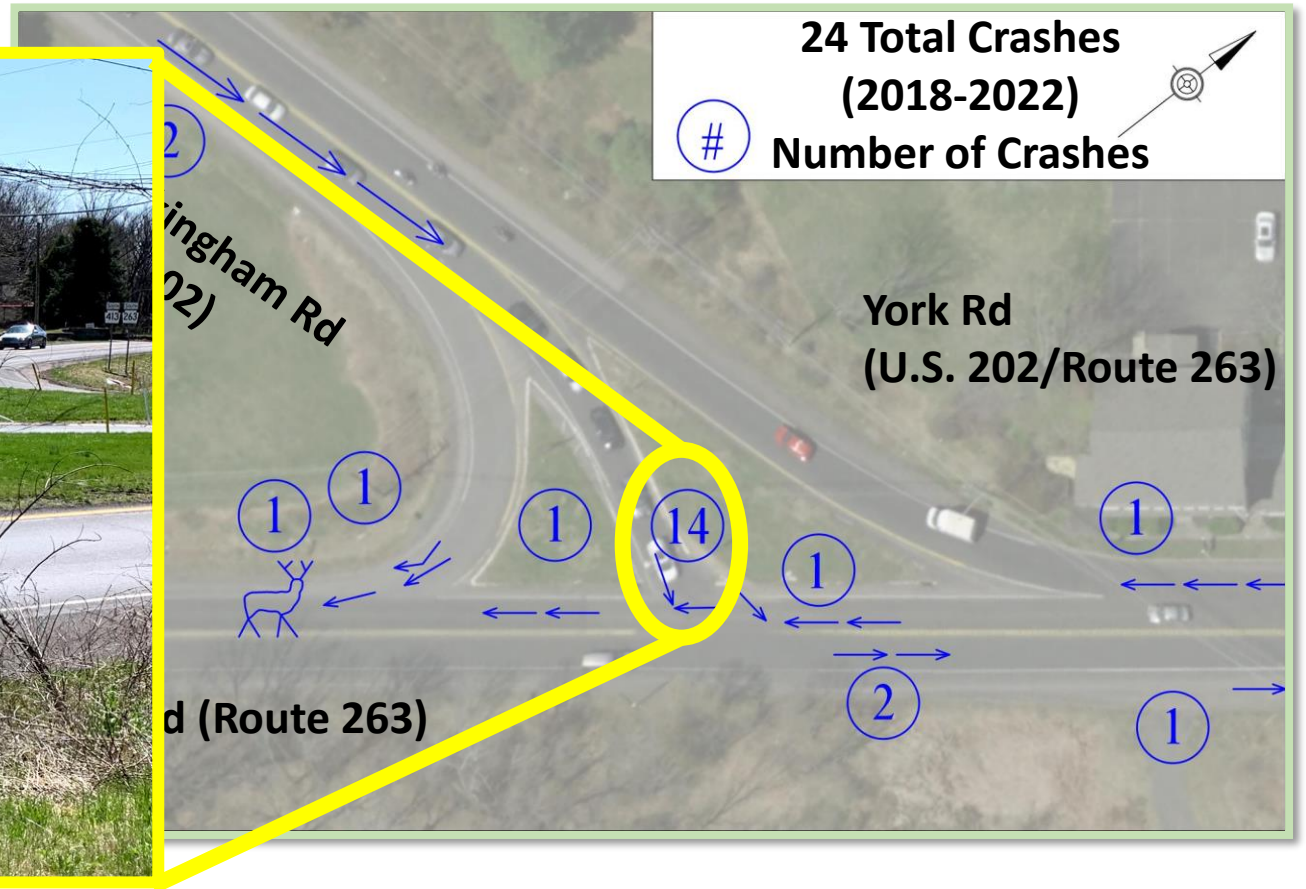 24 Total Crashes
(2018-2022)
#
Number of Crashes
2
ingham Rd
02)
York Rd
(U.S. 202/Route 263)
413 263
1
1
1
14
1
1
d (Route 263)
2
1